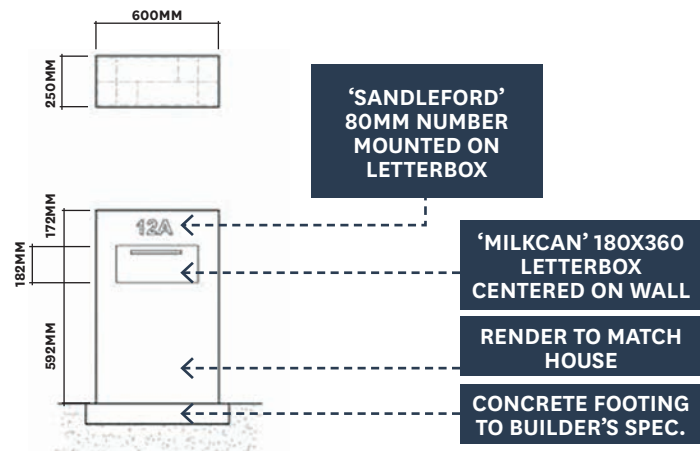 600MM
250MM
‘SANDLEFORD’
80MM NUMBER
MOUNTED ON
LETTERBOX
172MM
12A
182MM
‘MILKCAN’ 180X360
LETTERBOX
CENTERED ON WALL
592MM
RENDER TO MATCH
HOUSE
CONCRETE FOOTING
TO BUILDER’S SPEC.